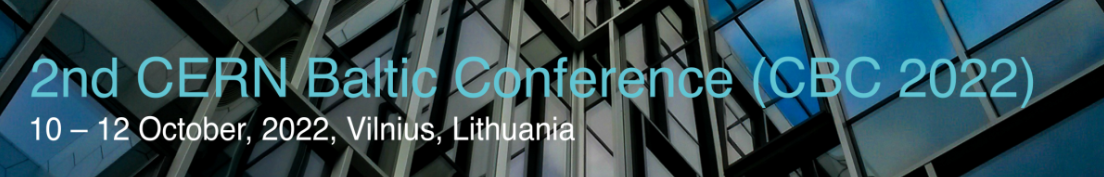 2nd CERN Baltic Conference (CBC 2022)
10 – 12 October, 2022, Vilnius, Lithuania